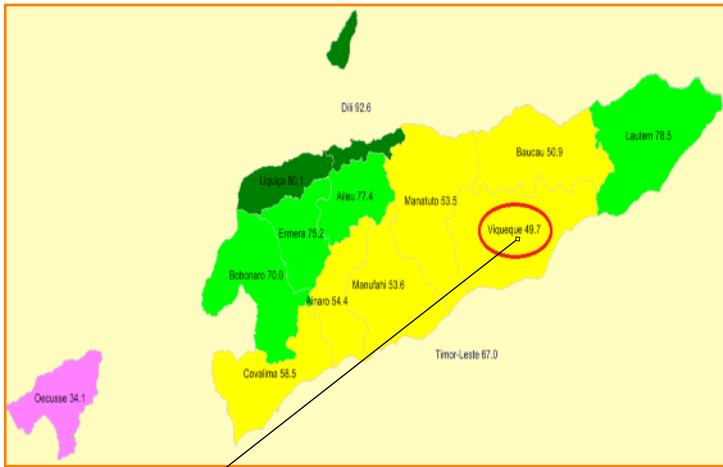 Dili 92.6
Lautem 78.5
Baucau 50.9
Liquiça 80.1
Aileu 77.4
Manatuto 53.5
Ermera 75.2
Viqueque 49.7
Bobonaro 70.0
Manufahi 53.6
Ainaro 54.4
Timor-Leste 67.0
Covalima 58.5
Oecusse 34.1